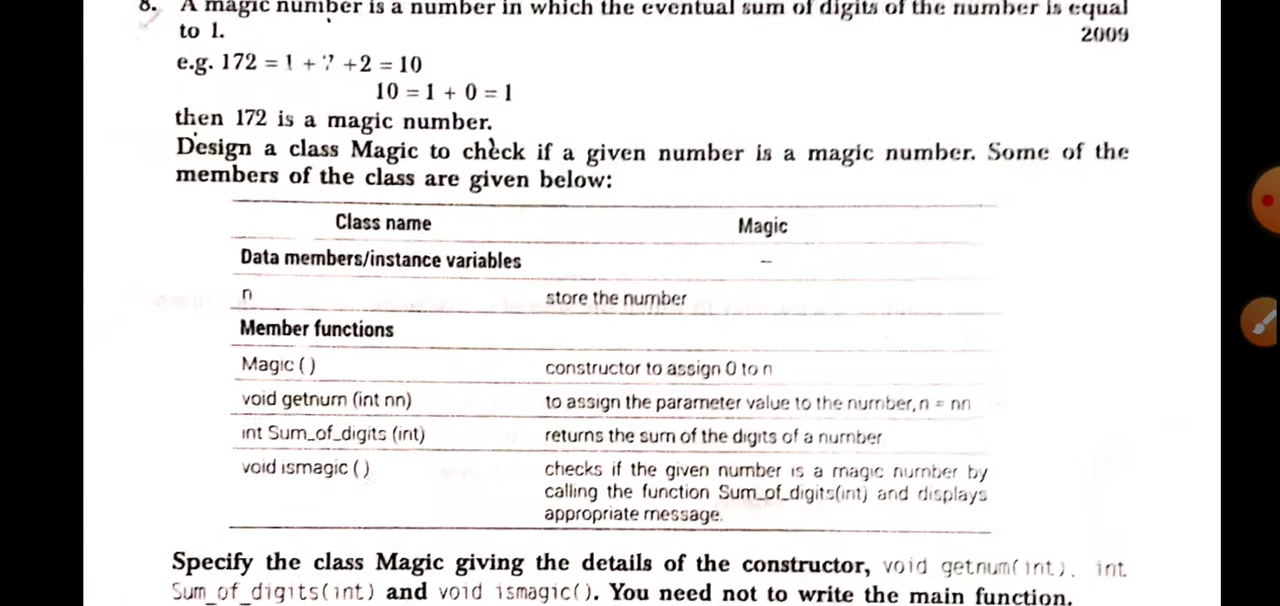 8. A magic number is a number in which the eventual sum of digits of the number is equal
to 1. 2009
e.g. 172 = 1 + 7 +2 = 10
10 = 1 + 0 = 1
then 172 is a magic number.
Design a class Magic to check if a given number is a magic number. Some of the
members of the class are given below:
Class name Magic
Data members/instance variables –
n store the number
Member functions
Magic ( ) constructor to assign 0 to n
void getnum (int nn) to assign the parameter value to the number, n = nn
int Sum_of_digits (int) returns the sum of the digits of a number
void ismagic ( ) checks if the given number is a magic number by
calling the function Sum_of_digits(int) and displays
appropriate message.
Specify the class Magic giving the details of the constructor, void getnum(int). int
Sum_of_digits(int) and void ismagic(). You need not to write the main function.